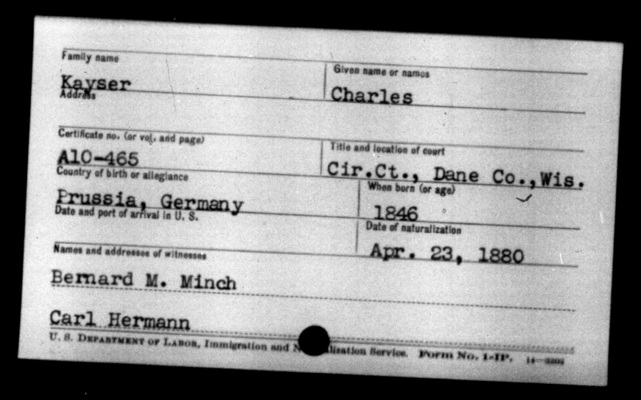 Family name
Given name or names
Kayser
Charles
Address
Certificate no. (or vol. and page)
Title and location of court
A10-465
Cir.Ct., Dane Co., Wis.
Country of birth or allegiance
When born (or age)
Prussia, Germany
1846
Date and port of arrival in U. S.
Date of naturalization
Apr. 23, 1880
Names and addresses of witnesses
Bernard M. Minch
Carl Hermann
U. S. DEPARTMENT OF LABOR, Immigration and N lization Service. Form No. 1-IP.